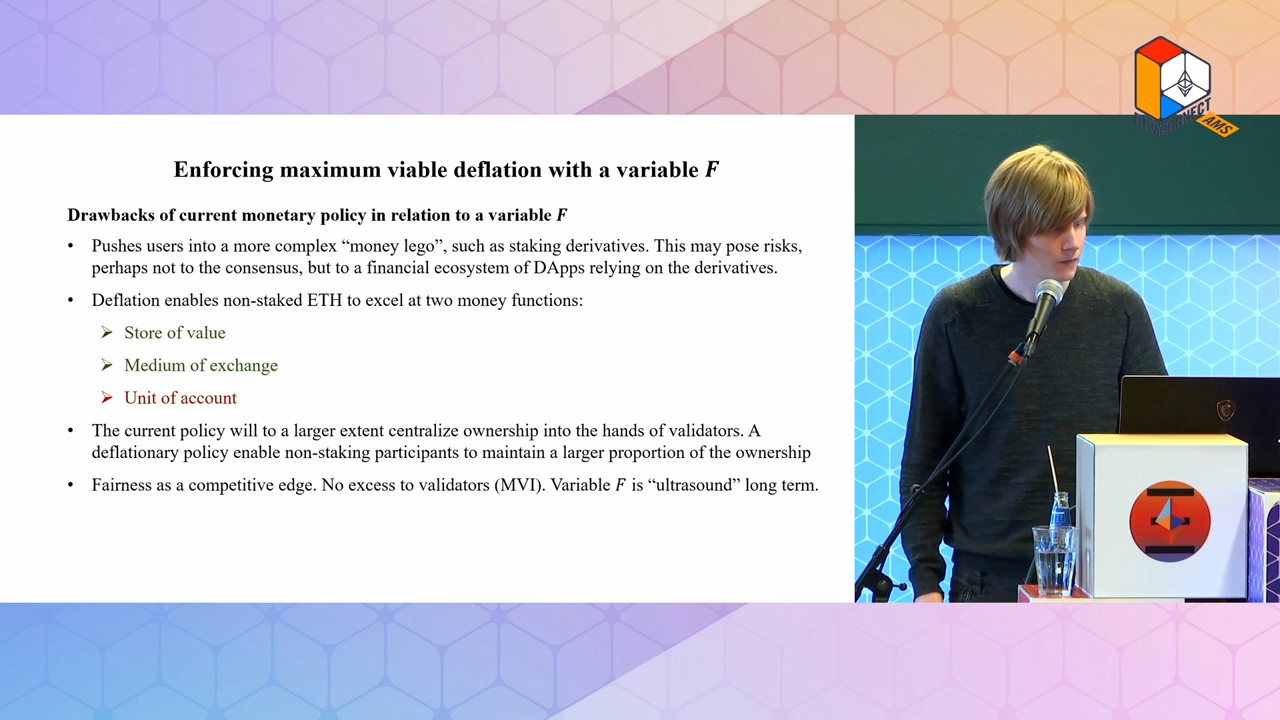 Enforcing maximum viable deflation with a variable F
Drawbacks of current monetary policy in relation to a variable F
• Pushes users into a more complex “money lego”, such as staking derivatives. This may pose risks,
perhaps not to the consensus, but to a financial ecosystem of DApps relying on the derivatives.
• Deflation enables non-staked ETH to excel at two money functions:
➢ Store of value
➢ Medium of exchange
➢ Unit of account
• The current policy will to a larger extent centralize ownership into the hands of validators. A
deflationary policy enable non-staking participants to maintain a larger proportion of the ownership
• Fairness as a competitive edge. No excess to validators (MVI). Variable F is “ultrasound” long term.
AMS